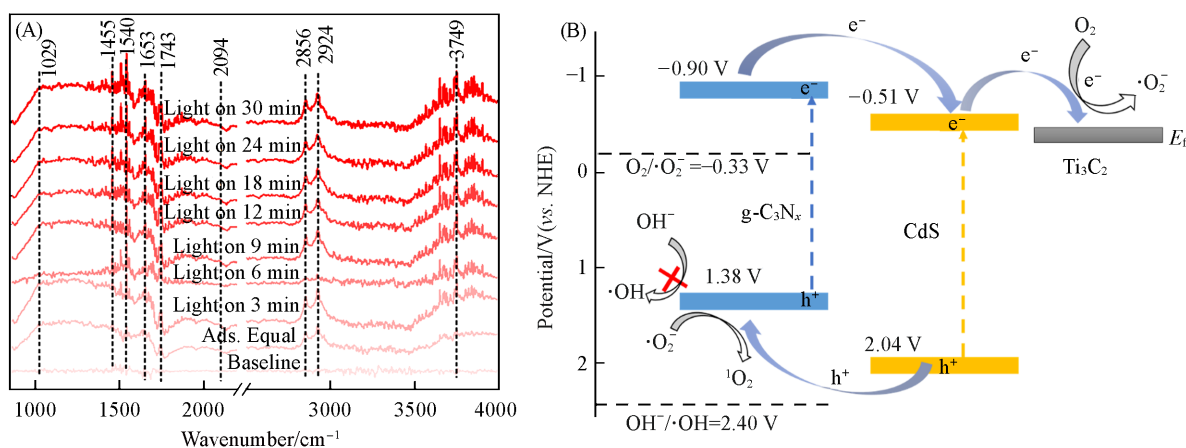 (A)
1029
1455
1540
1653
1743
2094
2856
2924
3749
Light on 30 min
Light on 24 min
Light on 18 min
Light on 12 min
Light on 9 min
Light on 6 min
Light on 3 min
Ads. Equal
Baseline
1000 1500 2000 3000 3500 4000
Wavenumber/cm⁻¹
(B)
Potential/V(vs. NHE)
−1
0
1
2
e⁻
−0.90 V
e⁻
−0.51 V
e⁻
e⁻
O₂
e⁻
·O₂⁻
E_f
Ti₃C₂
O₂/·O₂⁻=−0.33 V
g-C₃Nₓ
CdS
OH⁻
·OH
1.38 V
h⁺
·O₂⁻
¹O₂
2.04 V
h⁺
h⁺
OH⁻/·OH=2.40 V